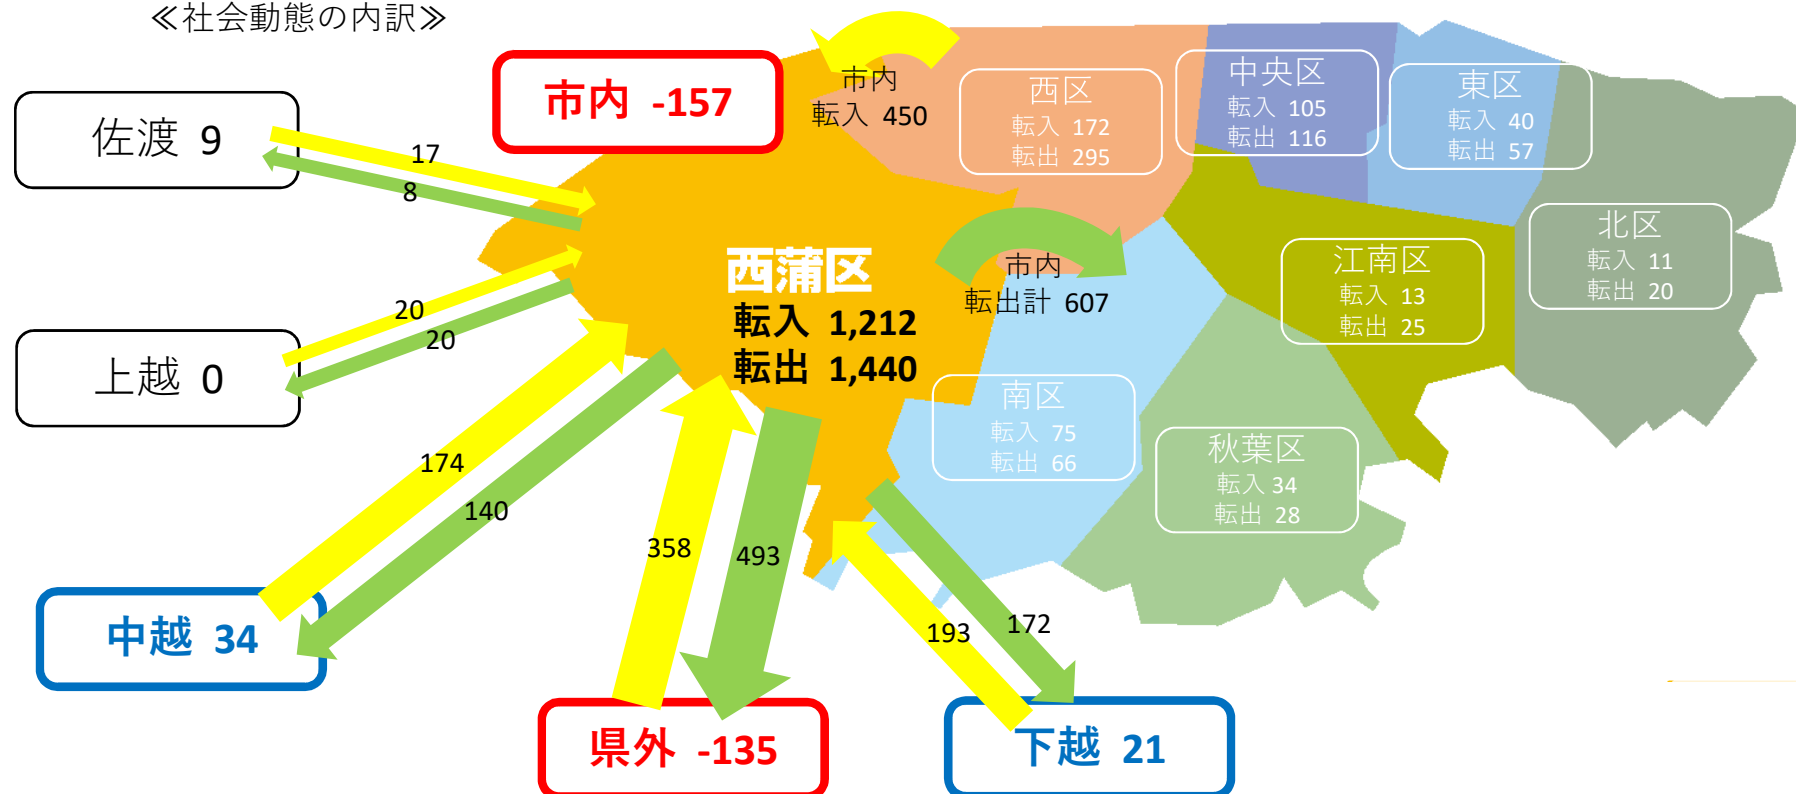 ≪社会動態の内訳≫
市内 -157
佐渡 9
17
8
市内
転入 450
西区
転入 172
転出 295
中央区
転入 105
転出 116
東区
転入 40
転出 57
北区
転入 11
転出 20
江南区
転入 13
転出 25
西蒲区
転入 1,212
転出 1,440
市内
転出計 607
上越 0
20
20
南区
転入 75
転出 66
秋葉区
転入 34
転出 28
174
140
358
493
193
172
中越 34
県外 -135
下越 21